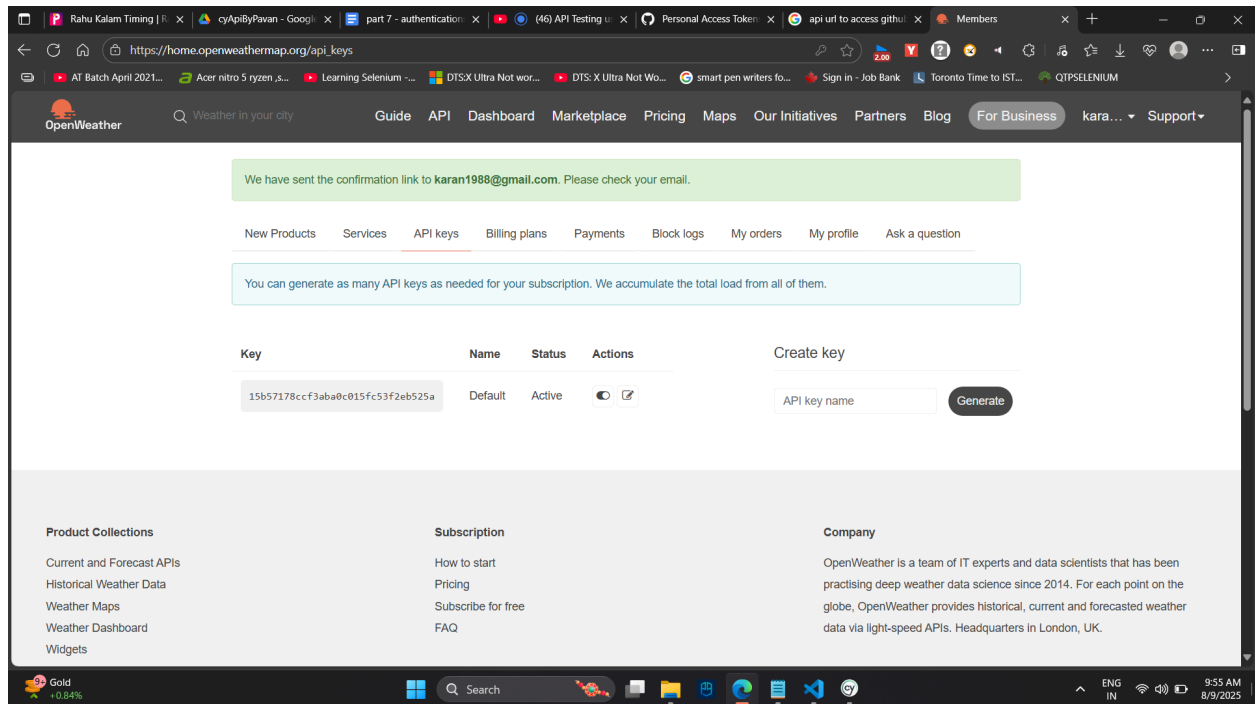 Rahu Kalam Timing | R
cyApiByPavan - Google
part 7 - authentication
(46) API Testing us
Personal Access Token
api url to access githu
Members
https://home.openweathermap.org/api_keys
2.00
AT Batch April 2021...
Acer nitro 5 ryzen ,s...
Learning Selenium -...
DTS:X Ultra Not wor...
DTS: X Ultra Not Wo...
smart pen writers fo...
Sign in - Job Bank
Toronto Time to IST...
QTPSELENIUM
OpenWeather
Weather in your city
Guide API Dashboard Marketplace Pricing Maps Our Initiatives Partners Blog For Business kara... Support
We have sent the confirmation link to karan1988@gmail.com. Please check your email.
New Products Services API keys Billing plans Payments Block logs My orders My profile Ask a question
You can generate as many API keys as needed for your subscription. We accumulate the total load from all of them.
Key Name Status Actions
15b57178ccf3aba0c015fc53f2eb525a Default Active
Create key
API key name Generate
Product Collections
Current and Forecast APIs
Historical Weather Data
Weather Maps
Weather Dashboard
Widgets
Subscription
How to start
Pricing
Subscribe for free
FAQ
Company
OpenWeather is a team of IT experts and data scientists that has been
practising deep weather data science since 2014. For each point on the
globe, OpenWeather provides historical, current and forecasted weather
data via light-speed APIs. Headquarters in London, UK.
9+
Gold
+0.84%
Search
cy
ENG
IN
9:55 AM
8/9/2025